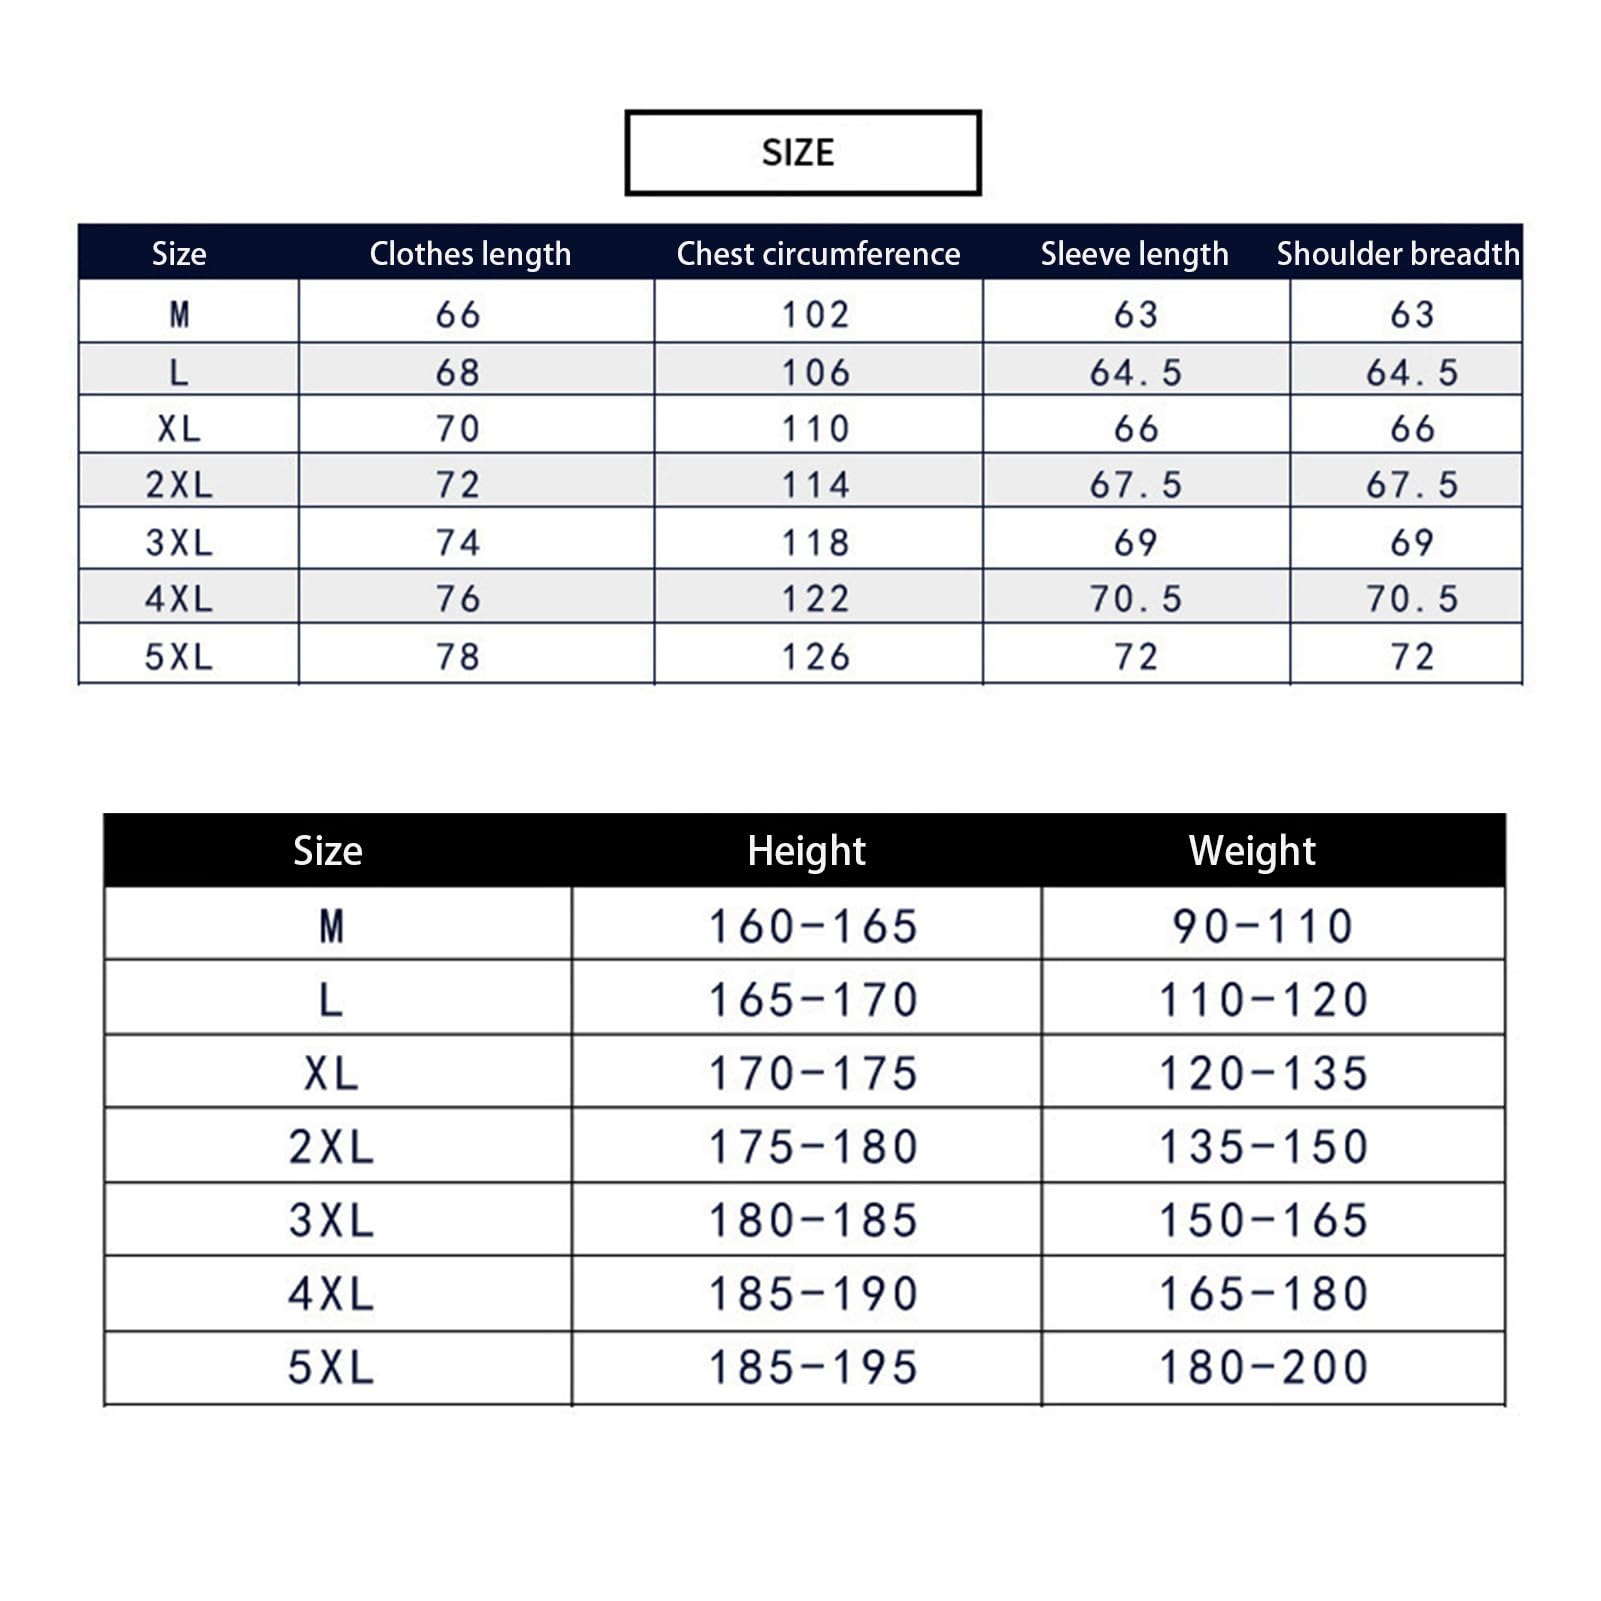 SIZE
Size Clothes length Chest circumference Sleeve length Shoulder breadth
M 66 102 63 63
L 68 106 64.5 64.5
XL 70 110 66 66
2XL 72 114 67.5 67.5
3XL 74 118 69 69
4XL 76 122 70.5 70.5
5XL 78 126 72 72
Size Height Weight
M 160-165 90-110
L 165-170 110-120
XL 170-175 120-135
2XL 175-180 135-150
3XL 180-185 150-165
4XL 185-190 165-180
5XL 185-195 180-200